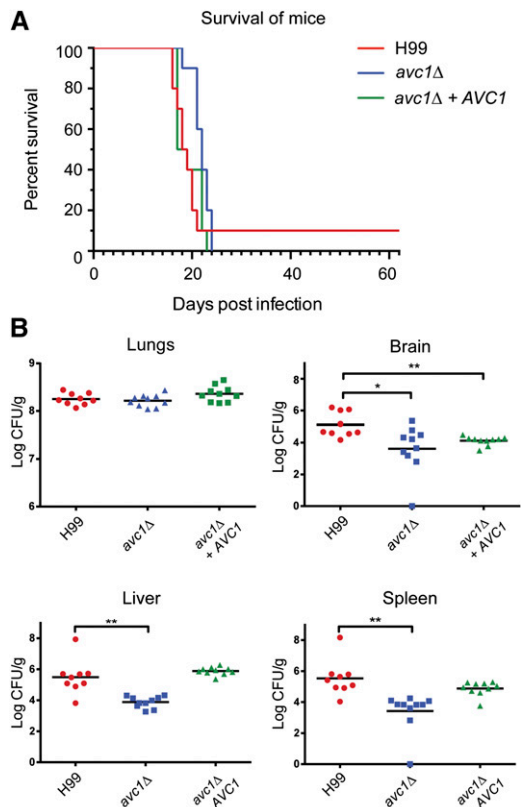 A
Survival of mice
H99
avc1Δ
avc1Δ + AVC1
Percent survival
100
80
60
40
20
0
0
20
40
60
Days post infection
B
Lungs
Log CFU/g
9
8
8
6
H99
avc1Δ
avc1Δ
+ AVC1
Brain
**
*
Log CFU/g
8
6
4
2
0
H99
avc1Δ
avc1Δ
+ AVC1
Liver
**
Log CFU/g
8
6
4
2
0
H99
avc1Δ
avc1Δ
AVC1
Spleen
**
Log CFU/g
8
6
4
2
0
H99
avc1Δ
avc1Δ
AVC1